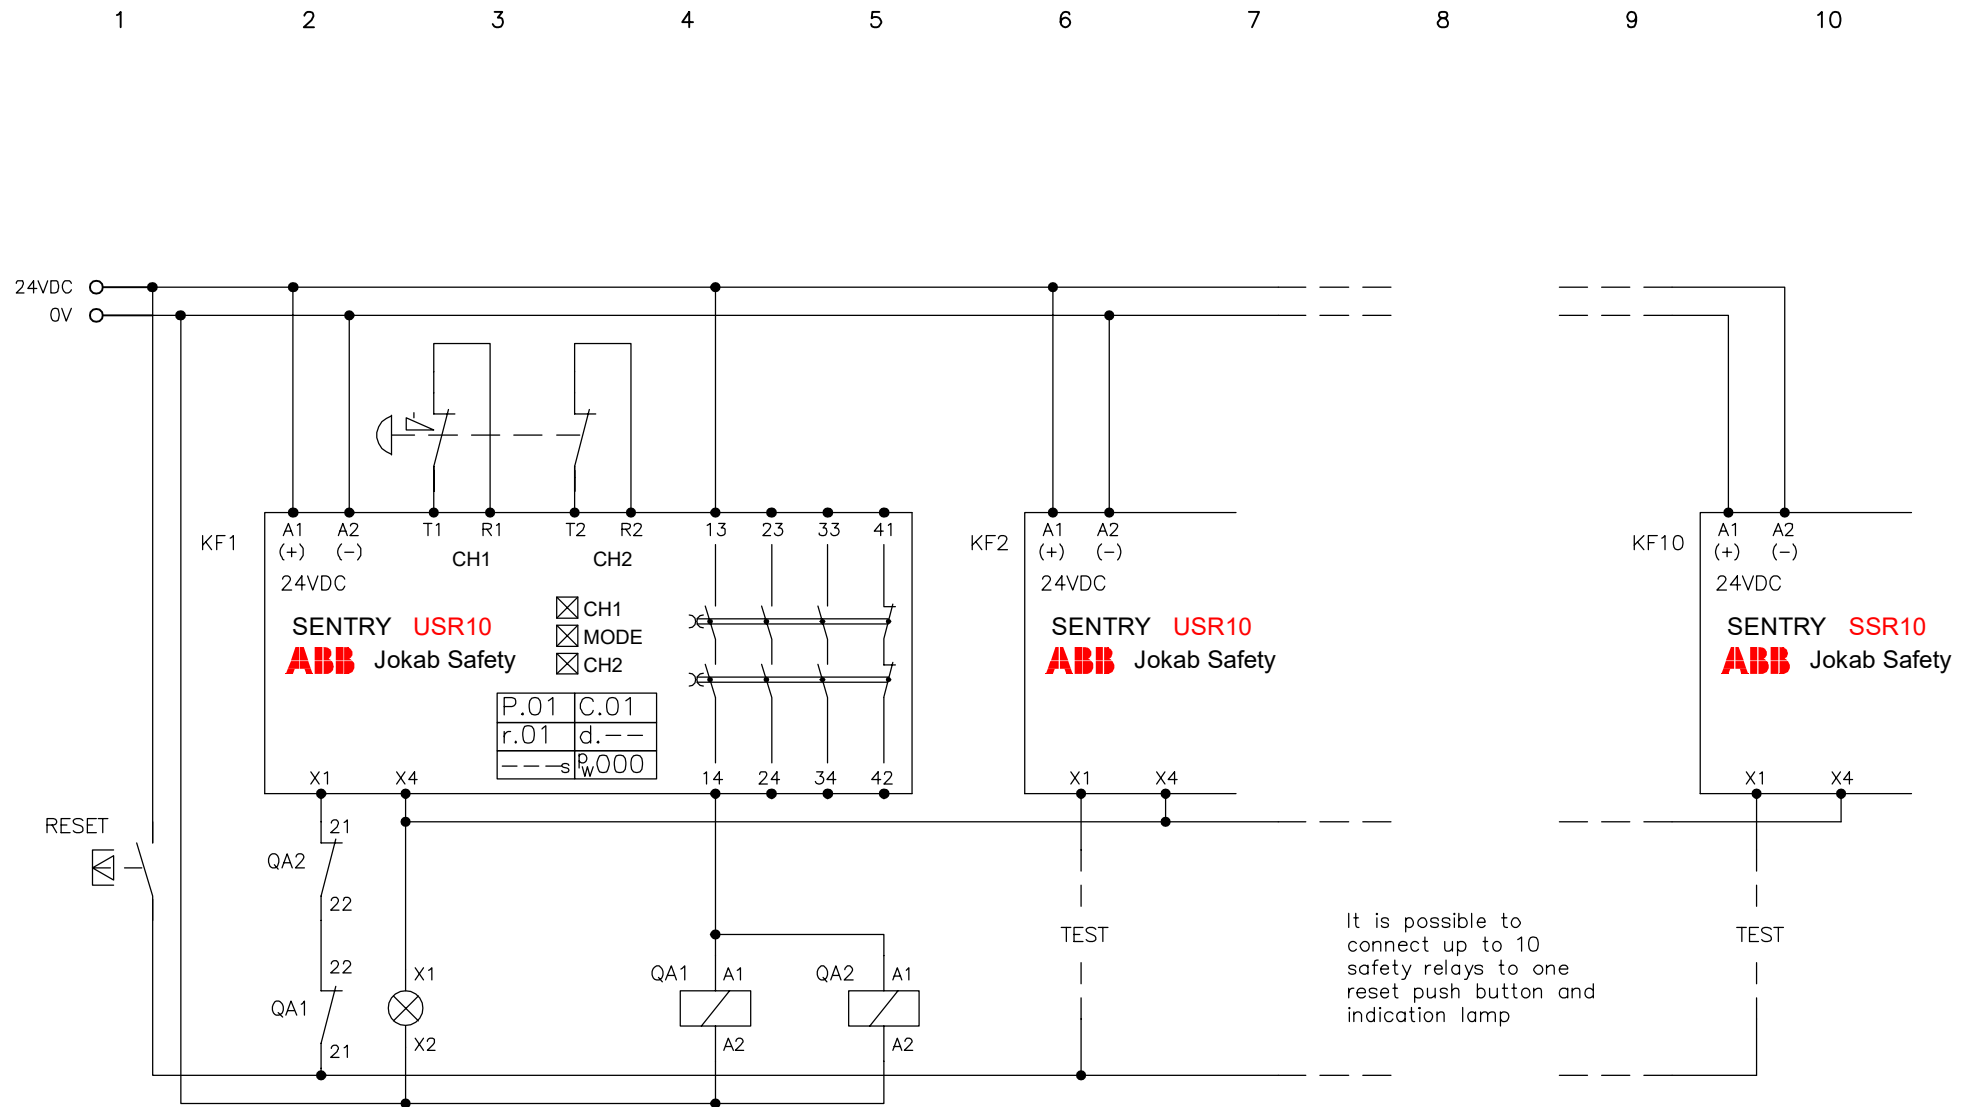 1 2 3 4 5 6 7 8 9 10
24VDC
0V
KF1
A1 A2 T1 R1 T2 R2 13 23 33 41
(+) (-) CH1 CH2
24VDC
SENTRY USR10
ABB Jokab Safety
CH1
MODE
CH2
P.01 C.01
r.01 d.--
---s PW000
X1 X4 14 24 34 42
KF2
A1 A2
(+) (-)
24VDC
SENTRY USR10
ABB Jokab Safety
X1 X4
KF10
A1 A2
(+) (-)
24VDC
SENTRY SSR10
ABB Jokab Safety
X1 X4
RESET
21
QA2
22
22
QA1
21
X1
X2
QA1 A1
A2
QA2 A1
A2
TEST
It is possible to
connect up to 10
safety relays to one
reset push button and
indication lamp
TEST